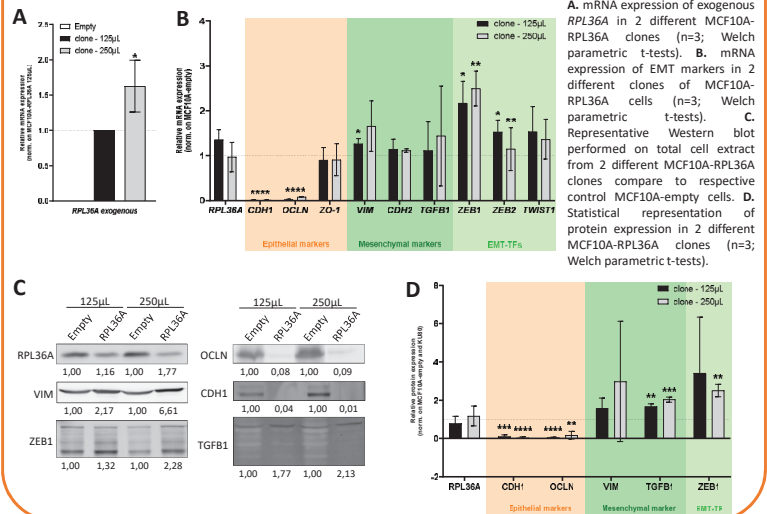 A
Empty
clone - 125µL
clone - 250µL
Relative mRNA expression
(norm. on MCF10A-RPL36A 125µL)
2.5
2.0
1.5
1.0
0.5
0.0
*
RPL36A exogenous
B
clone - 125µL
clone - 250µL
Relative mRNA expression
(norm. on MCF10A-empty)
4
3
2
1
0
**** **** * * ** * **
RPL36A CDH1 OCLN ZO-1 VIM CDH2 TGFB1 ZEB1 ZEB2 TWIST1
Epithelial markers Mesenchymal markers EMT-TFs
A. mRNA expression of exogenous
RPL36A in 2 different MCF10A-
RPL36A clones (n=3; Welch
parametric t-tests). B. mRNA
expression of EMT markers in 2
different clones of MCF10A-
RPL36A cells (n=3; Welch
parametric t-tests). C.
Representative Western blot
performed on total cell extract
from 2 different MCF10A-RPL36A
clones compare to respective
control MCF10A-empty cells. D.
Statistical representation of
protein expression in 2 different
MCF10A-RPL36A clones (n=3;
Welch parametric t-tests).
C
125µL 250µL
Empty RPL36A Empty RPL36A
RPL36A
1,00 1,16 1,00 1,77
VIM
1,00 2,17 1,00 6,61
ZEB1
1,00 1,32 1,00 2,28
125µL 250µL
Empty RPL36A Empty RPL36A
OCLN
1,00 0,08 1,00 0,09
CDH1
1,00 0,04 1,00 0,01
TGFB1
1,00 1,77 1,00 2,13
D
clone - 125µL
clone - 250µL
Relative protein expression
(norm. on MCF10A-empty and KU80)
8
6
4
2
0
-2
*** **** **** ** ** *** **
RPL36A CDH1 OCLN VIM TGFB1 ZEB1
Epithelial markers Mesenchymal marker EMT-TF